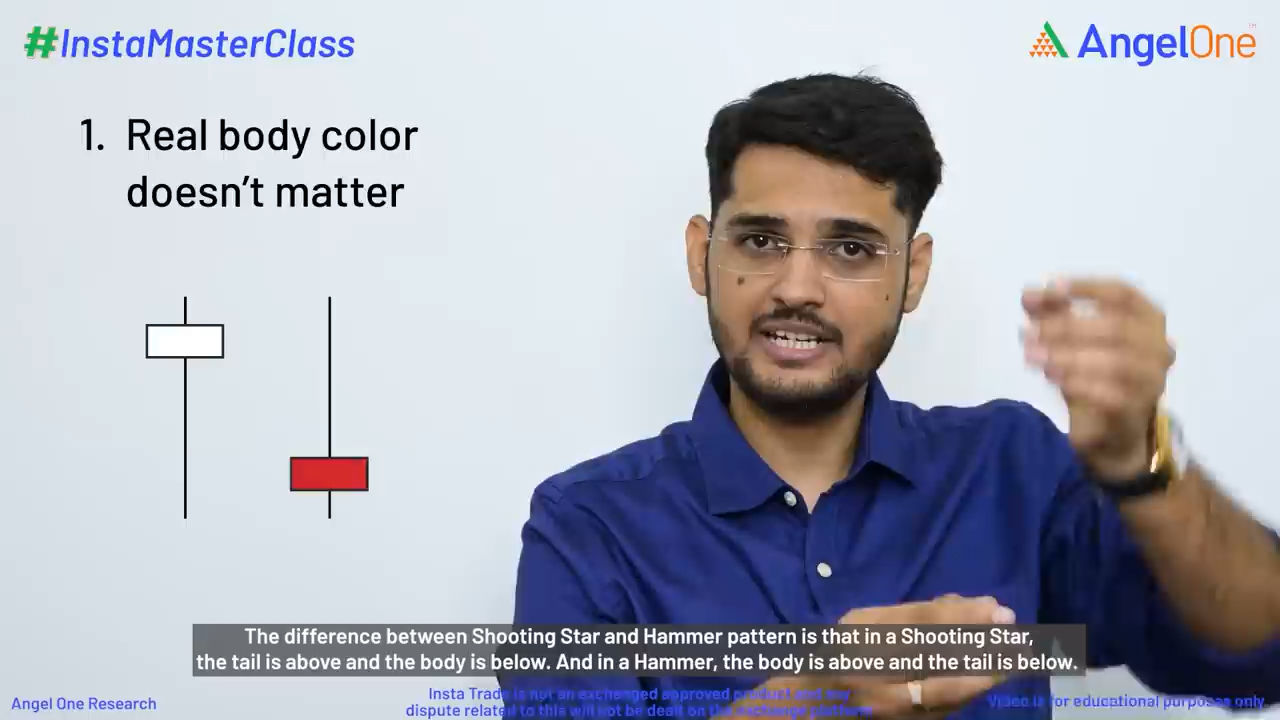 #InstaMasterClass
AngelOne
1. Real body color
doesn't matter
The difference between Shooting Star and Hammer pattern is that in a Shooting Star,
the tail is above and the body is below. And in a Hammer, the body is above and the tail is below.
Angel One Research
Insta Trade is not an exchanged approved product and any
dispute related to this will not be dealt on the exchange platform
Video is for educational purposes only